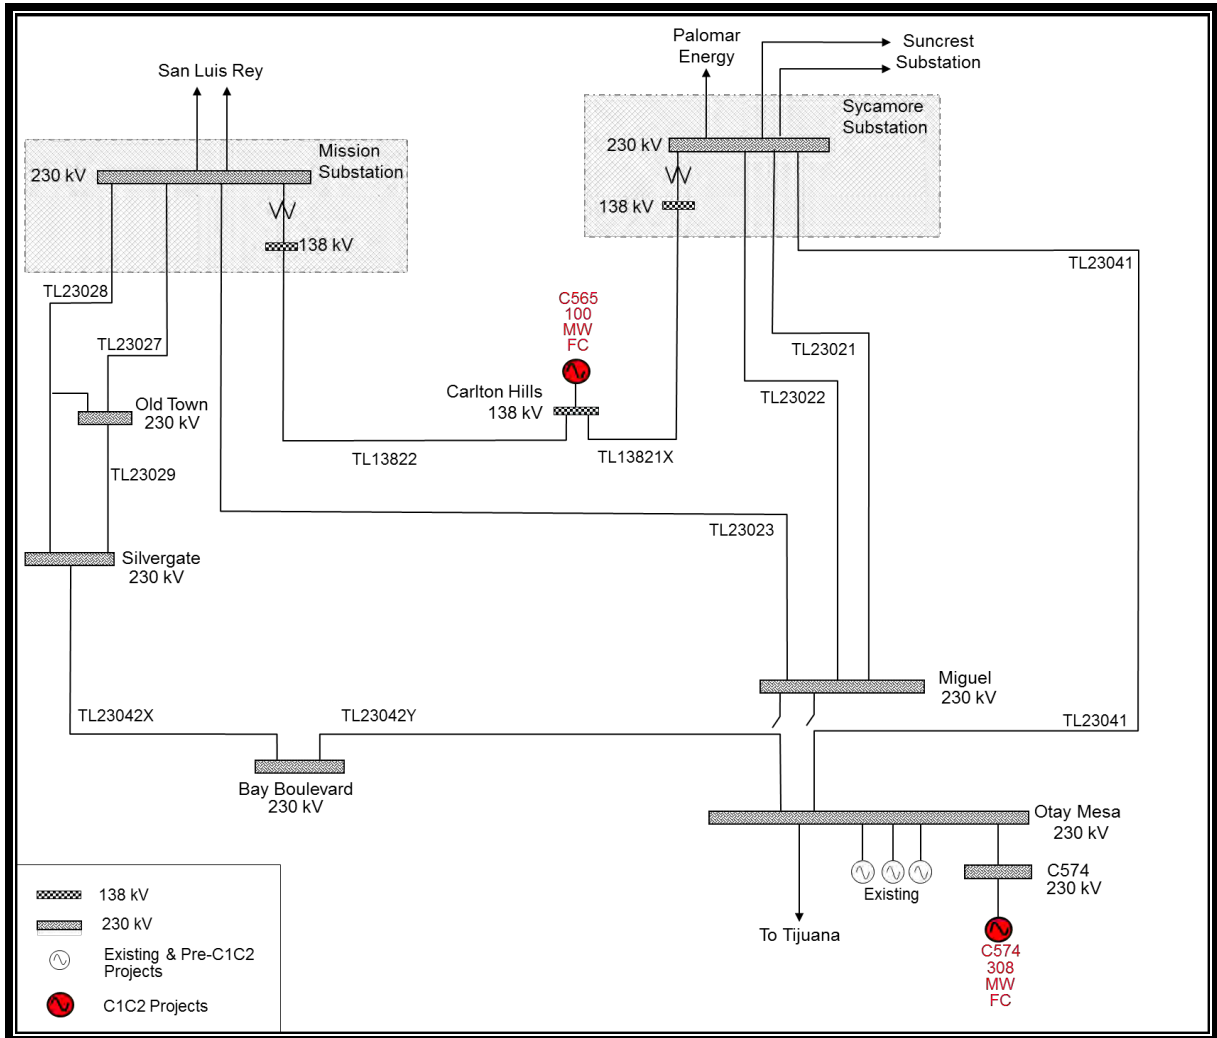 Palomar
Energy
Suncrest
Substation
San Luis Rey
Sycamore
Substation
230 kV
Mission
Substation
230 kV
138 kV
138 kV
TL23041
TL23028
C565
100
MW
FC
TL23027
TL23021
Carlton Hills
138 kV
TL23022
Old Town
230 kV
TL13822
TL13821X
TL23029
TL23023
Silvergate
230 kV
Miguel
230 kV
TL23042X
TL23042Y
TL23041
Bay Boulevard
230 kV
Otay Mesa
230 kV
C574
230 kV
Existing
To Tijuana
C574
308
MW
FC
138 kV
230 kV
Existing & Pre-C1C2
Projects
C1C2 Projects